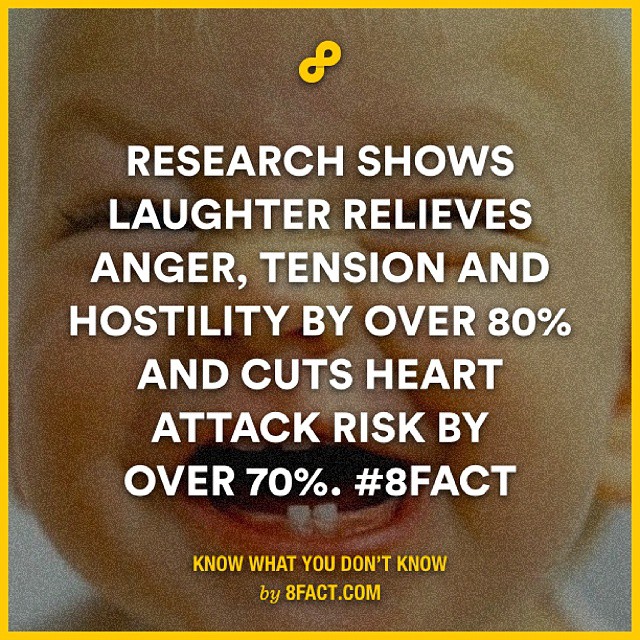 RESEARCH SHOWS
LAUGHTER RELIEVES
ANGER, TENSION AND
HOSTILITY BY OVER 80%
AND CUTS HEART
ATTACK RISK BY
OVER 70%. #8FACT
KNOW WHAT YOU DON'T KNOW
by 8FACT.COM